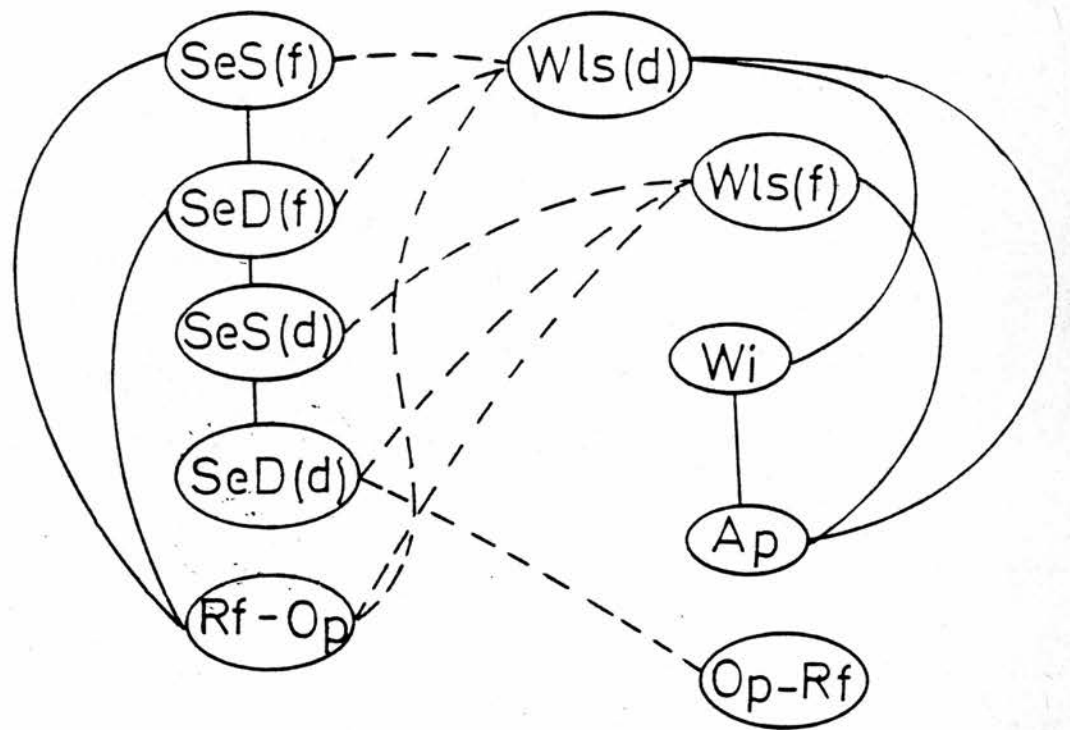 SeS(f)
Wls(d)
SeD(f)
Wls(f)
SeS(d)
Wi
SeD(d)
Ap
Rf-Op
Op-Rf